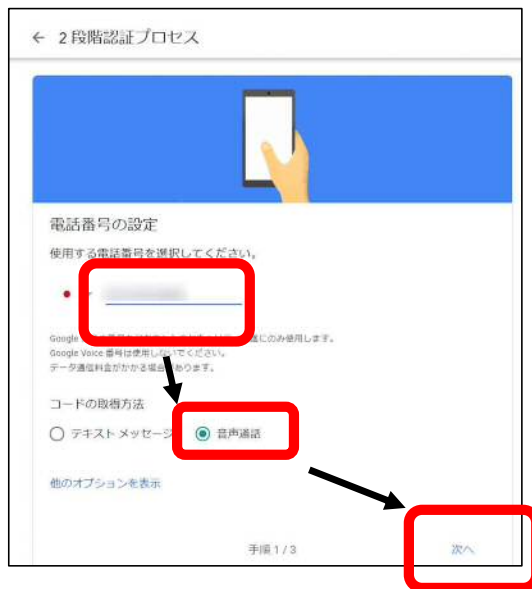 ← 2 段階認証プロセス
電話番号の設定
使用する電話番号を選択してください。
Google
にのみ使用します。
Google Voice 番号は使用しないでください。
データ通信料金がかかる場合があります。
コードの取得方法
テキスト メッセージ 音声通話
他のオプションを表示
手順 1 / 3 次へ